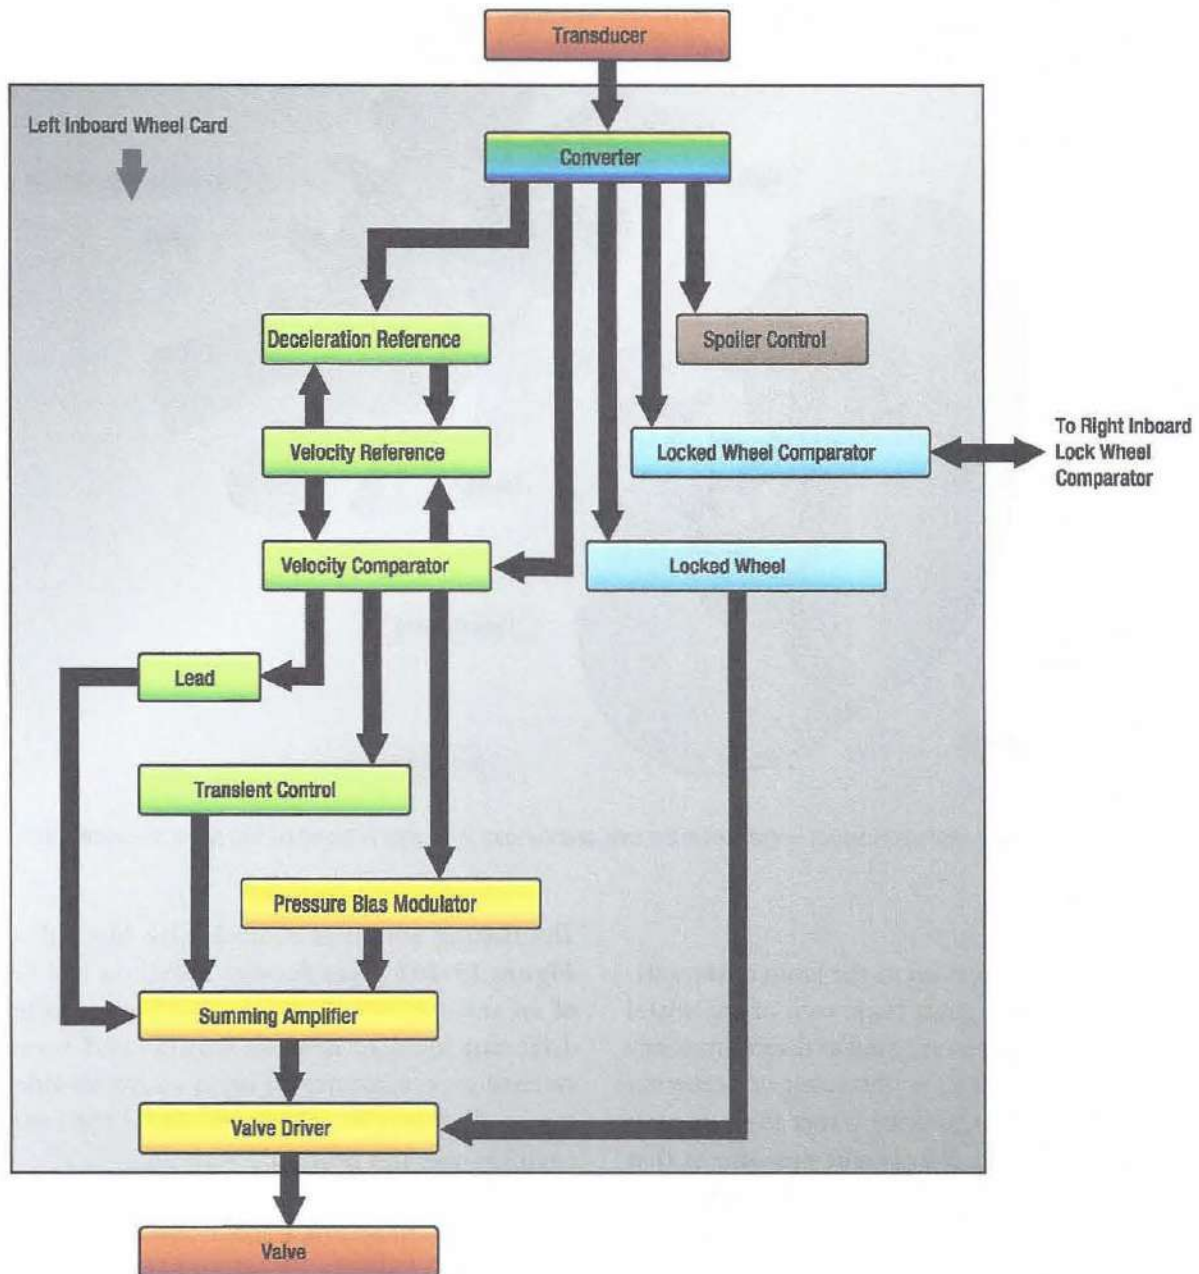 Transducer
Left Inboard Wheel Card
Converter
Deceleration Reference
Spoiler Control
To Right Inboard
Lock Wheel
Comparator
Velocity Reference
Locked Wheel Comparator
Velocity Comparator
Locked Wheel
Lead
Transient Control
Pressure Bias Modulator
Summing Amplifier
Valve Driver
Valve